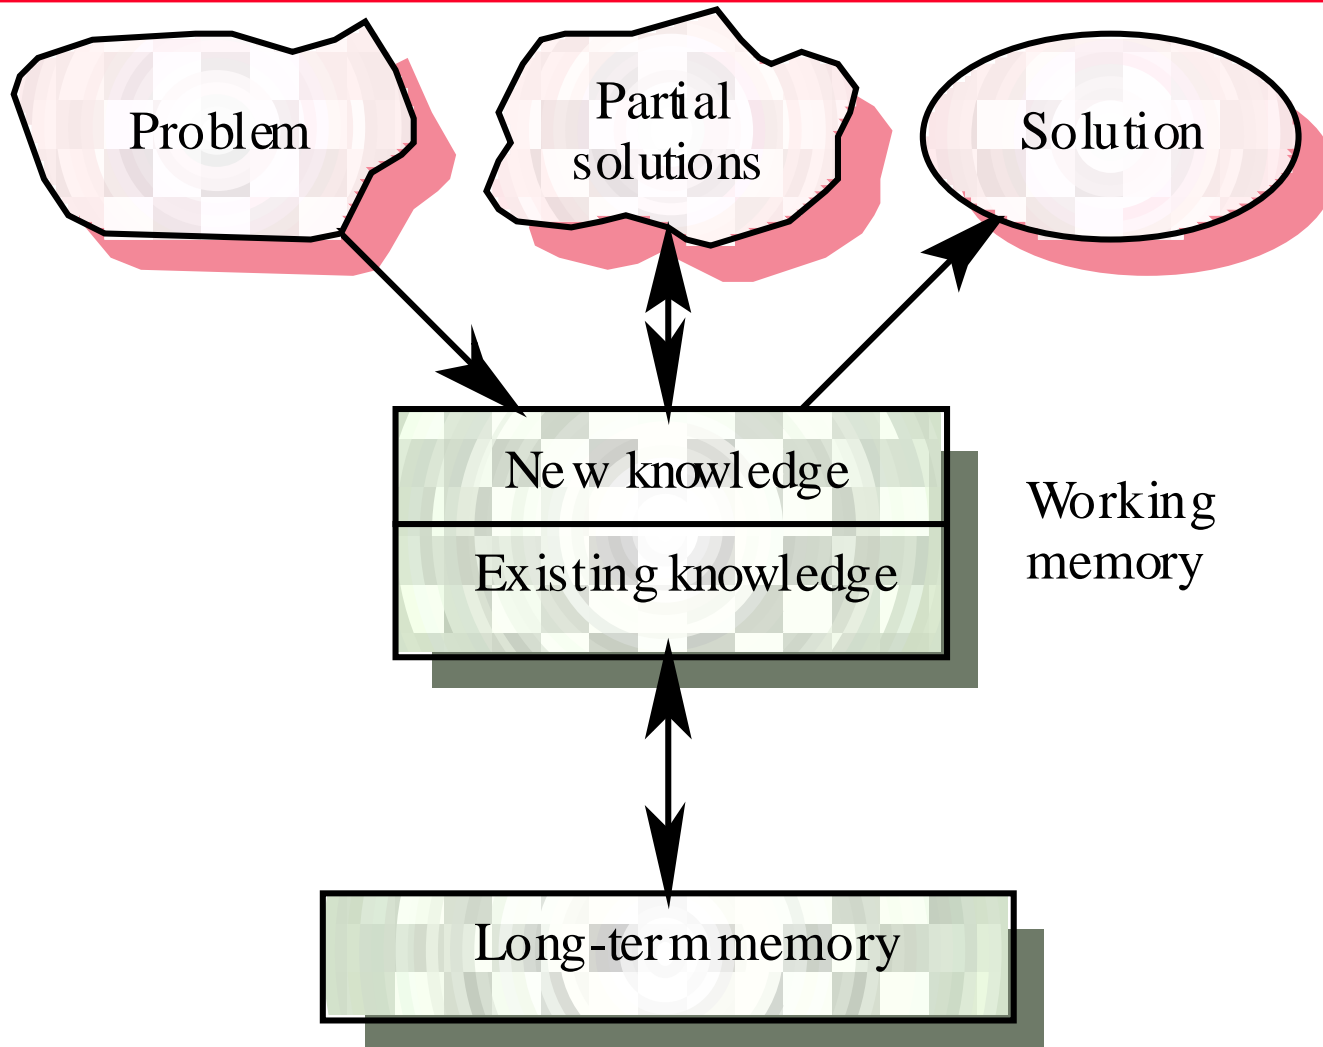 Problem
Partial
solutions
Solution
New knowledge
Existing knowledge
Working
memory
Long-term memory